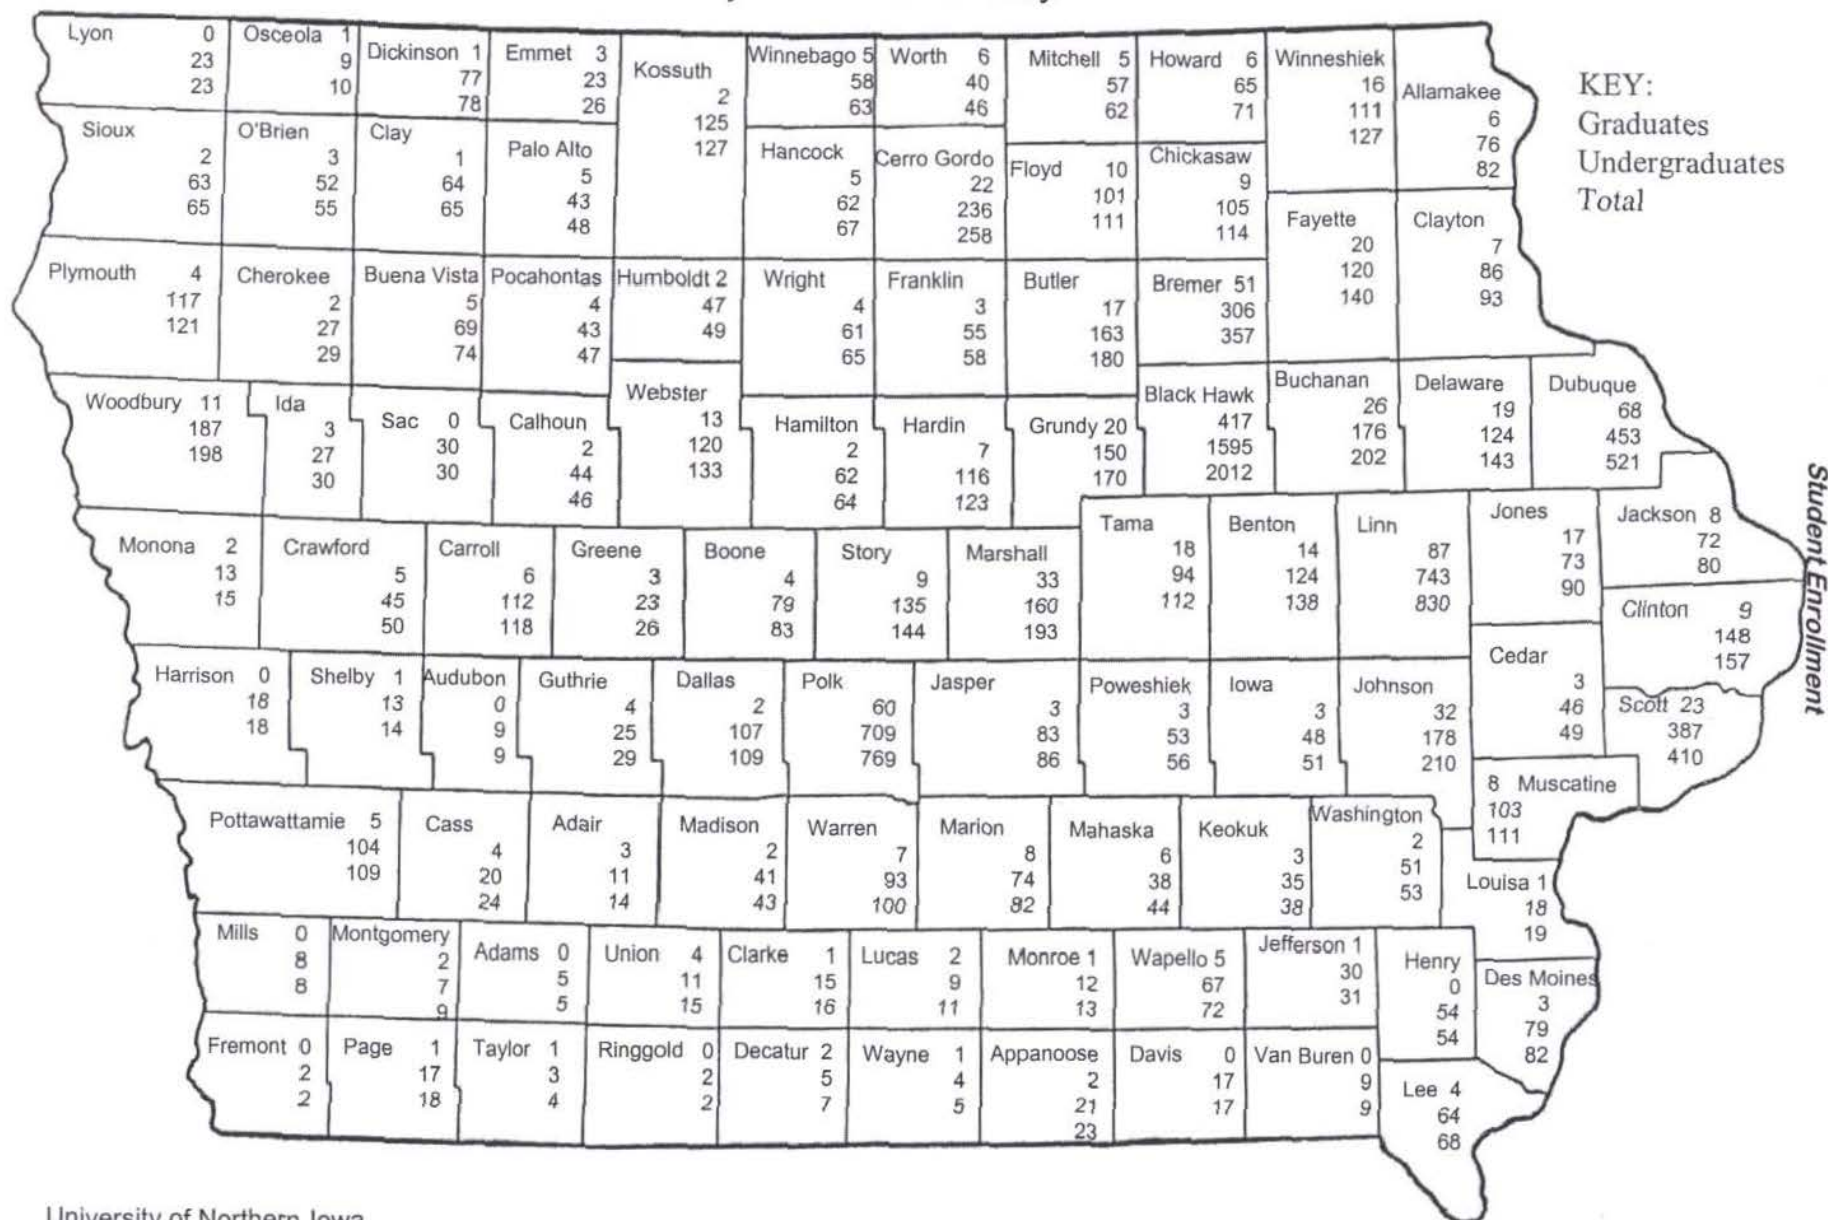 Lyon 0
23
23
Osceola 1
9
10
Dickinson 1
77
78
Emmet 3
23
26
Kossuth
2
125
127
Winnebago 5
58
63
Worth 6
40
46
Mitchell 5
57
62
Howard 6
65
71
Winneshiek
16
111
127
Allamakee
6
76
82
KEY:
Graduates
Undergraduates
Total
Sioux
2
63
65
O'Brien
3
52
55
Clay
1
64
65
Palo Alto
5
43
48
Hancock
5
62
67
Cerro Gordo
22
236
258
Floyd 10
101
111
Chickasaw
9
105
114
Fayette
20
120
140
Clayton
7
86
93
Plymouth 4
117
121
Cherokee
2
27
29
Buena Vista
5
69
74
Pocahontas
4
43
47
Humboldt 2
47
49
Wright
4
61
65
Franklin
3
55
58
Butler
17
163
180
Bremer 51
306
357
Woodbury 11
187
198
Ida
3
27
30
Sac 0
30
30
Calhoun
2
44
46
Webster
13
120
133
Hamilton
2
62
64
Hardin
7
116
123
Grundy 20
150
170
Black Hawk
417
1595
2012
Buchanan
26
176
202
Delaware
19
124
143
Dubuque
68
453
521
Monona 2
13
15
Crawford
5
45
50
Carroll
6
112
118
Greene
3
23
26
Boone
4
79
83
Story
9
135
144
Marshall
33
160
193
Tama
18
94
112
Benton
14
124
138
Linn
87
743
830
Jones
17
73
90
Jackson 8
72
80
Clinton 9
148
157
Student Enrollment
Harrison 0
18
18
Shelby 1
13
14
Audubon
0
9
9
Guthrie
4
25
29
Dallas
2
107
109
Polk
60
709
769
Jasper
3
83
86
Poweshiek
3
53
56
Iowa
3
48
51
Johnson
32
178
210
Cedar
3
46
49
Scott 23
387
410
8 Muscatine
103
111
Pottawattamie 5
104
109
Cass
4
20
24
Adair
3
11
14
Madison
2
41
43
Warren
7
93
100
Marion
8
74
82
Mahaska
6
38
44
Keokuk
3
35
38
Washington
2
51
53
Louisa 1
18
19
Mills 0
8
8
Montgomery
2
7
9
Adams 0
5
5
Union 4
11
15
Clarke 1
15
16
Lucas 2
9
11
Monroe 1
12
13
Wapello 5
67
72
Jefferson 1
30
31
Henry
0
54
54
Des Moines
3
79
82
Fremont 0
2
2
Page 1
17
18
Taylor 1
3
4
Ringgold 0
2
2
Decatur 2
5
7
Wayne 1
4
5
Appanoose
2
21
23
Davis 0
17
17
Van Buren 0
9
9
Lee 4
64
68
University of Northern Iowa